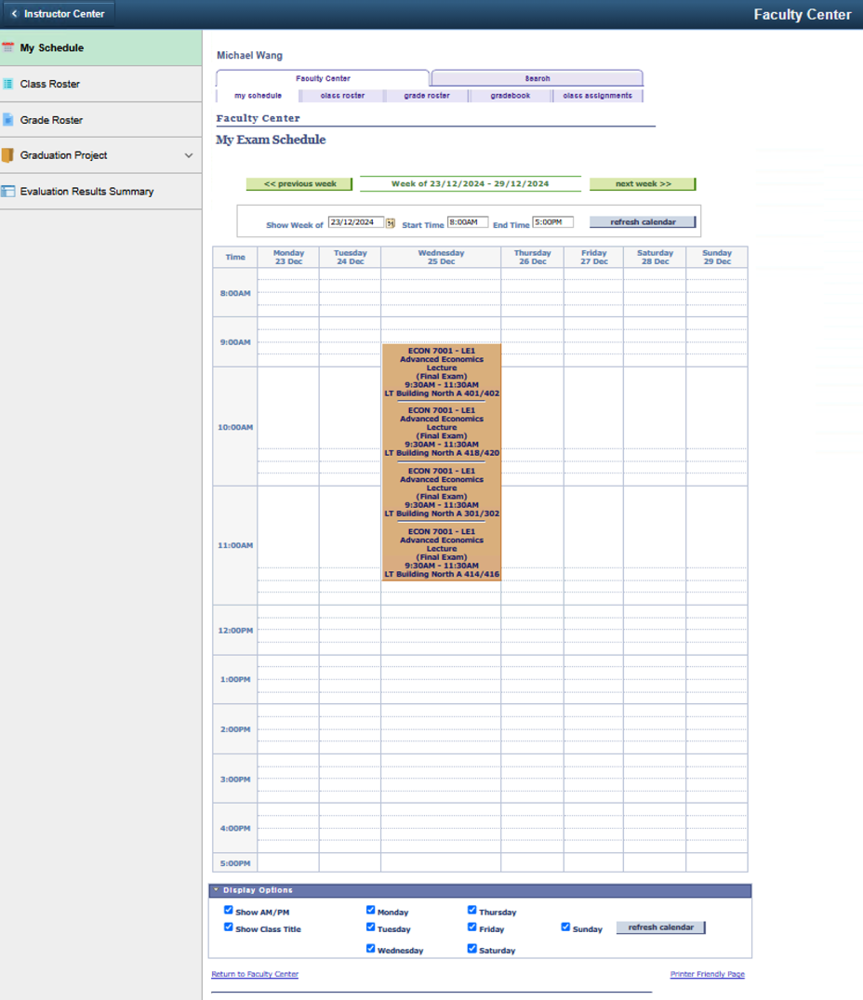 Instructor Center
Faculty Center
My Schedule
Class Roster
Grade Roster
Graduation Project
Evaluation Results Summary
Michael Wang
Faculty Center
Search
my schedule
class roster
grade roster
gradebook
class assignments
Faculty Center
My Exam Schedule
<< previous week
Week of 23/12/2024 - 29/12/2024
next week >>
Show Week of 23/12/2024 31 Start Time 8:00AM End Time 5:00PM refresh calendar
Time
Monday
23 Dec
Tuesday
24 Dec
Wednesday
25 Dec
Thursday
26 Dec
Friday
27 Dec
Saturday
28 Dec
Sunday
29 Dec
8:00AM
9:00AM
ECON 7001 - LE1
Advanced Economics
Lecture
(Final Exam)
9:30AM - 11:30AM
LT Building North A 401/402
10:00AM
ECON 7001 - LE1
Advanced Economics
Lecture
(Final Exam)
9:30AM - 11:30AM
LT Building North A 418/420
ECON 7001 - LE1
Advanced Economics
Lecture
(Final Exam)
9:30AM - 11:30AM
LT Building North A 301/302
11:00AM
ECON 7001 - LE1
Advanced Economics
Lecture
(Final Exam)
9:30AM - 11:30AM
LT Building North A 414/416
12:00PM
1:00PM
2:00PM
3:00PM
4:00PM
5:00PM
Display Options
Show AM/PM
Monday
Thursday
Show Class Title
Tuesday
Friday
Sunday
refresh calendar
Wednesday
Saturday
Return to Faculty Center
Printer Friendly Page